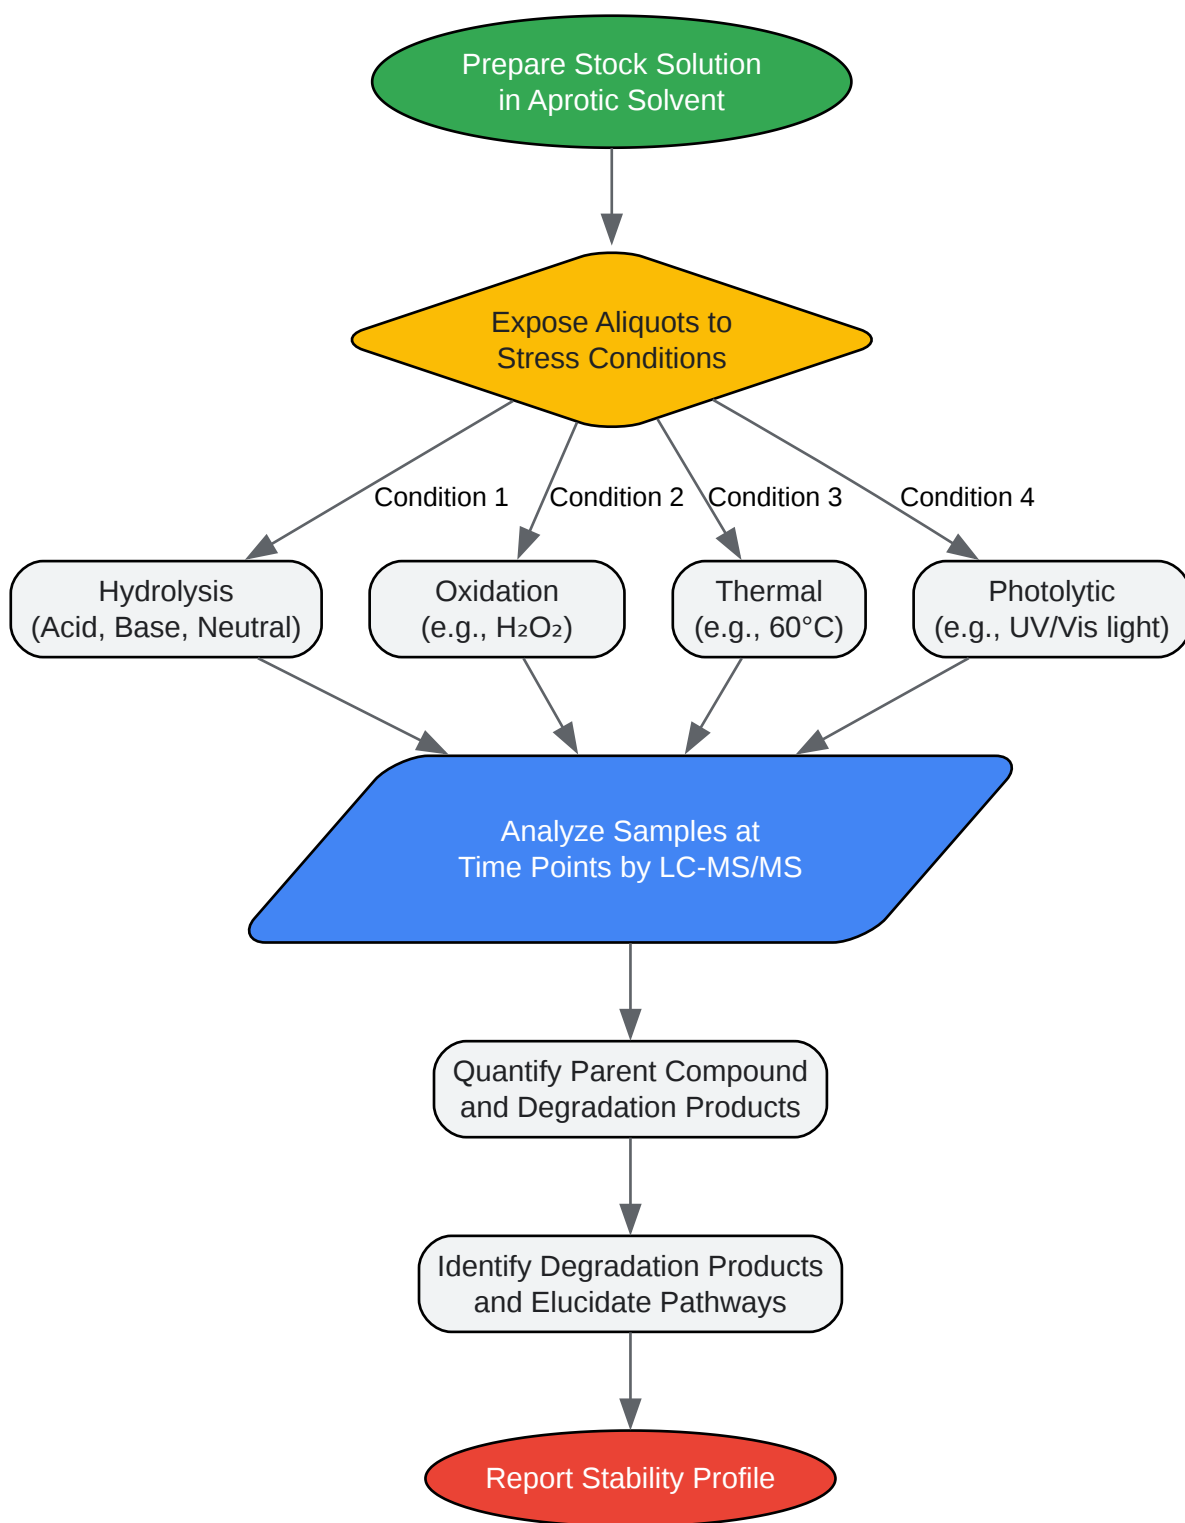 Prepare Stock Solution
in Aprotic Solvent
Expose Aliquots to
Stress Conditions
Condition 1
Condition 2
Condition 3
Condition 4
Hydrolysis
(Acid, Base, Neutral)
Oxidation
(e.g., H₂O₂)
Thermal
(e.g., 60°C)
Photolytic
(e.g., UV/Vis light)
Analyze Samples at
Time Points by LC-MS/MS
Quantify Parent Compound
and Degradation Products
Identify Degradation Products
and Elucidate Pathways
Report Stability Profile